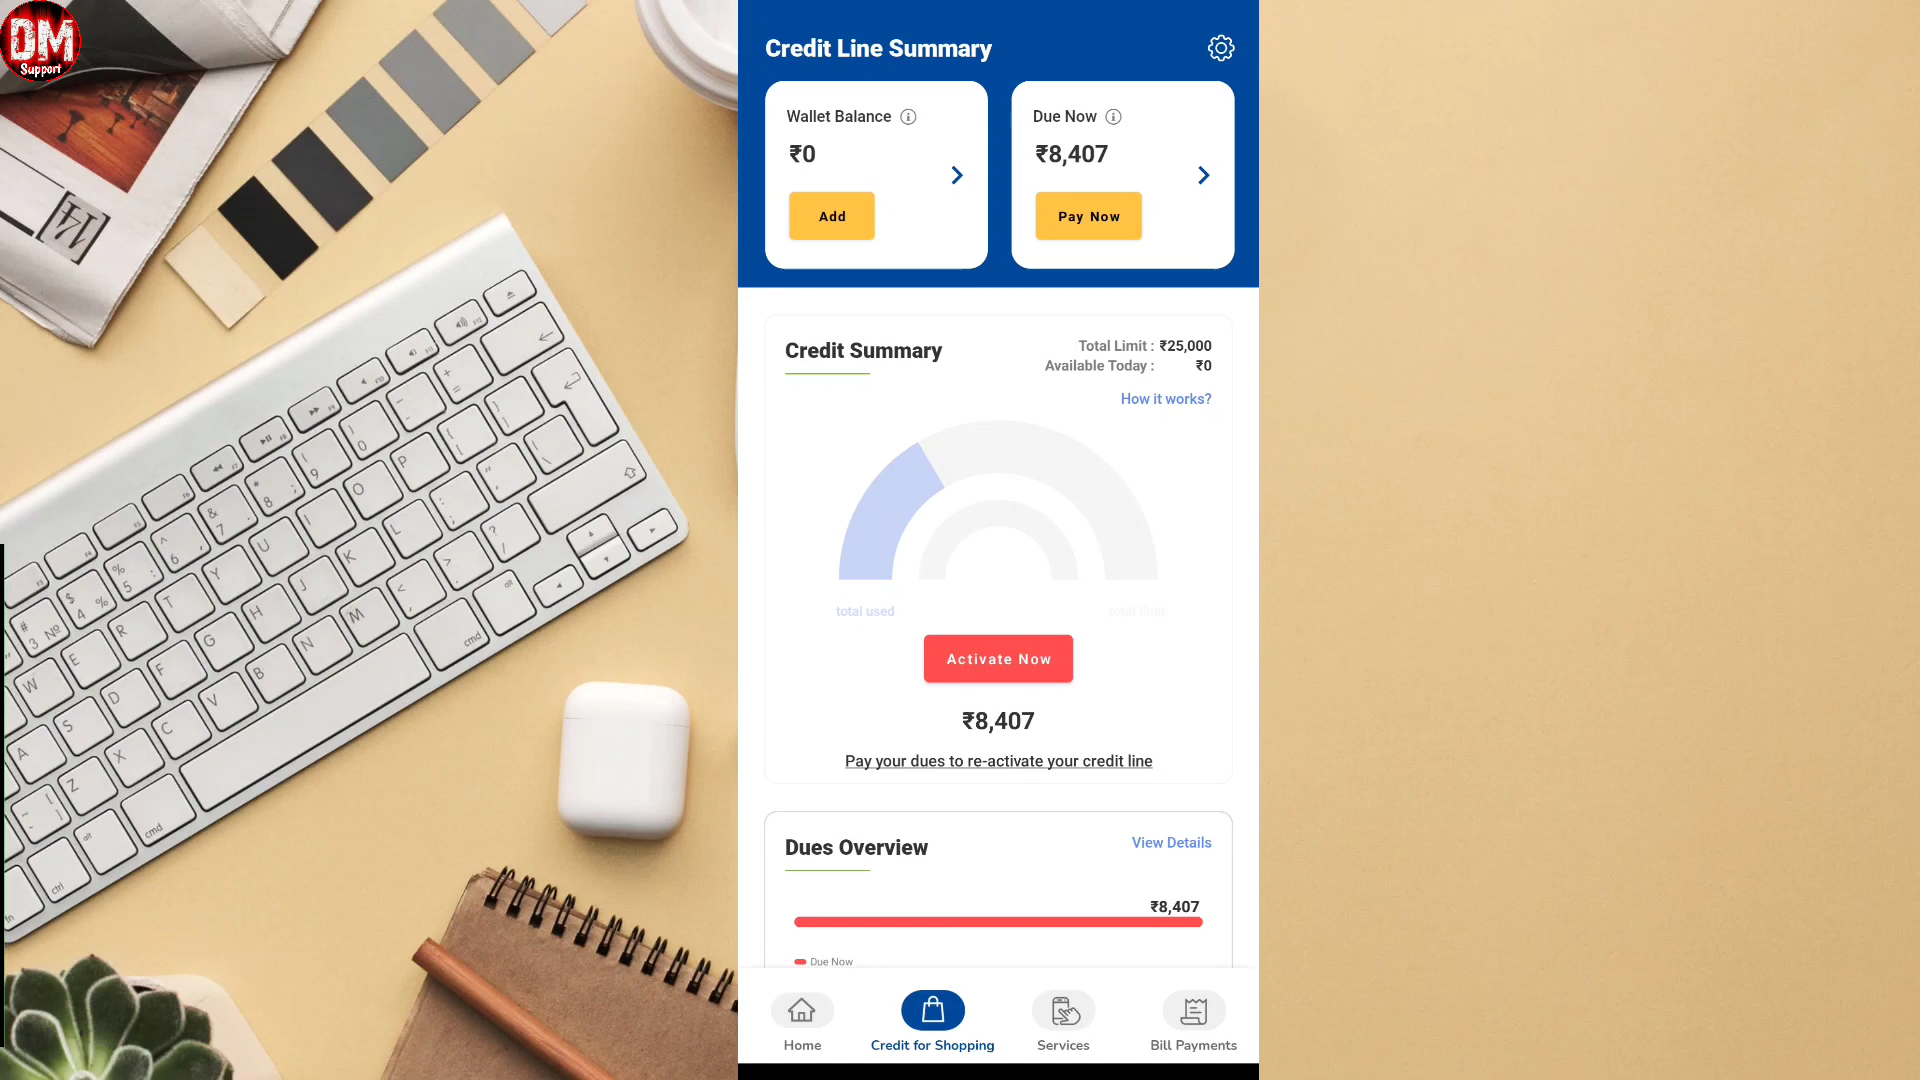 DM
Support
Credit Line Summary
Wallet Balance
₹0
Add
Due Now
₹8,407
Pay Now
Credit Summary
Total Limit : ₹25,000
Available Today : ₹0
How it works?
total used
total limit
Activate Now
₹8,407
Pay your dues to re-activate your credit line
Dues Overview
View Details
₹8,407
Due Now
Home
Credit for Shopping
Services
Bill Payments